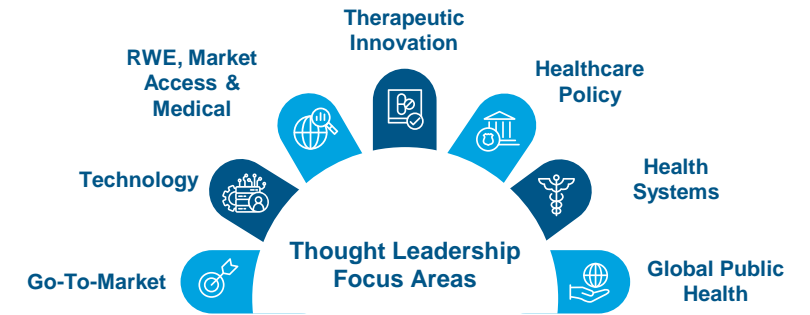 Therapeutic
Innovation
RWE, Market
Access &
Medical
Healthcare
Policy
Technology
Health
Systems
Thought Leadership
Focus Areas
Go-To-Market
Global Public
Health